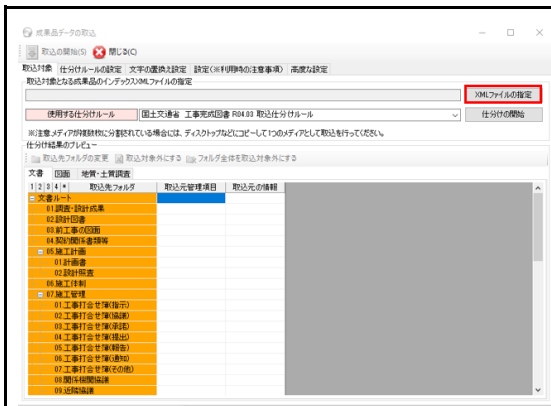 成果品データの取込
取込の開始(S) 閉じる(C)
取込対象 仕分けルールの設定 文字の置換え設定 設定(※利用時の注意事項) 高度な設定
取込対象となる成果品のインデックスXMLファイルの指定
XMLファイルの指定
使用する仕分けルール 国土交通省 工事完成図書 R04.03 取込仕分けルール 仕分けの開始
※注意:メディアが複数枚に分割されている場合には、ディスクトップなどにコピーして1つのメディアとして取込を行ってください。
仕分け結果のプレビュー
取込先フォルダの変更 取込対象外にする フォルダ全体を取込対象外にする
文書 図面 地質・土質調査
1 2 3 4 * 取込先フォルダ 取込元管理項目 取込元の情報
文書ルート
01.調査・設計成果
02.設計図書
03.前工事の図面
04.契約関係書類等
05.施工計画
01.計画書
02.設計照査
06.施工体制
07.施工管理
01.工事打合せ簿(指示)
02.工事打合せ簿(協議)
03.工事打合せ簿(承諾)
04.工事打合せ簿(提出)
05.工事打合せ簿(報告)
06.工事打合せ簿(通知)
07.工事打合せ簿(その他)
08.関係機関協議
09.近隣協議